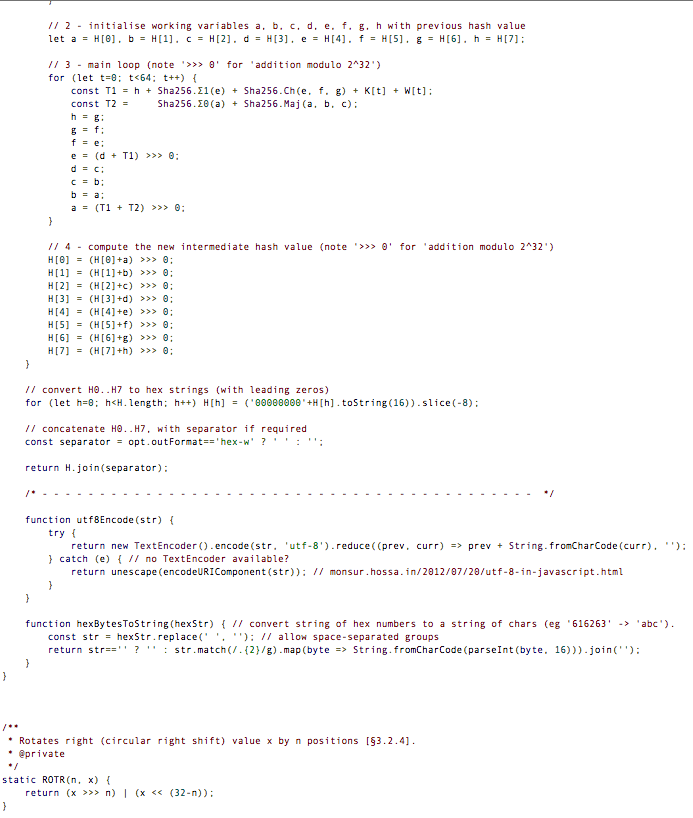 }
// 2 - initialise working variables a, b, c, d, e, f, g, h with previous hash value
let a = H[0], b = H[1], c = H[2], d = H[3], e = H[4], f = H[5], g = H[6], h = H[7];
// 3 - main loop (note '>>> 0' for 'addition modulo 2^32')
for (let t=0; t<64; t++) {
const T1 = h + Sha256.Σ1(e) + Sha256.Ch(e, f, g) + K[t] + W[t];
const T2 =     Sha256.Σ0(a) + Sha256.Maj(a, b, c);
h = g;
g = f;
f = e;
e = (d + T1) >>> 0;
d = c;
c = b;
b = a;
a = (T1 + T2) >>> 0;
}
// 4 - compute the new intermediate hash value (note '>>> 0' for 'addition modulo 2^32')
H[0] = (H[0]+a) >>> 0;
H[1] = (H[1]+b) >>> 0;
H[2] = (H[2]+c) >>> 0;
H[3] = (H[3]+d) >>> 0;
H[4] = (H[4]+e) >>> 0;
H[5] = (H[5]+f) >>> 0;
H[6] = (H[6]+g) >>> 0;
H[7] = (H[7]+h) >>> 0;
}
// convert H0..H7 to hex strings (with leading zeros)
for (let h=0; h<H.length; h++) H[h] = ('00000000'+H[h].toString(16)).slice(-8);
// concatenate H0..H7, with separator if required
const separator = opt.outFormat=='hex-w' ? ' ' : '';
return H.join(separator);
/* - - - - - - - - - - - - - - - - - - - - - - - - - - - - - - - - - - - - - - - - - - - */
function utf8Encode(str) {
try {
return new TextEncoder().encode(str, 'utf-8').reduce((prev, curr) => prev + String.fromCharCode(curr), '');
} catch (e) { // no TextEncoder available?
return unescape(encodeURIComponent(str)); // monsur.hossa.in/2012/07/20/utf-8-in-javascript.html
}
}
function hexBytesToString(hexStr) { // convert string of hex numbers to a string of chars (eg '616263' -> 'abc').
const str = hexStr.replace(' ', ''); // allow space-separated groups
return str=='' ? '' : str.match(/.{2}/g).map(byte => String.fromCharCode(parseInt(byte, 16))).join('');
}
}
/**
* Rotates right (circular right shift) value x by n positions [§3.2.4].
* @private
*/
static ROTR(n, x) {
return (x >>> n) | (x << (32-n));
}